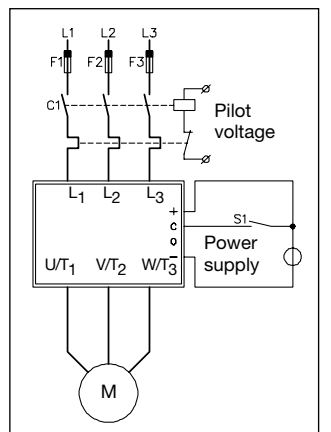 L1 L2 L3
F1 F2 F3
C1
Pilot
voltage
L1 L2 L3
+
c
o
−
S1
Power
supply
U/T1 V/T2 W/T3
M